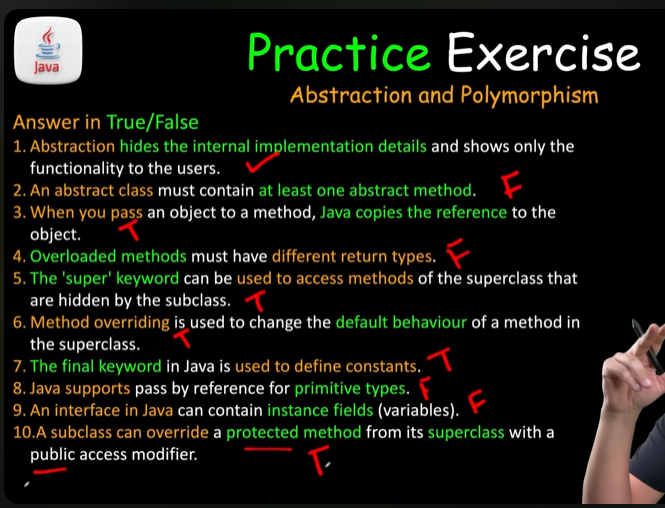 Java
Practice Exercise
Abstraction and Polymorphism
Answer in True/False
1. Abstraction hides the internal implementation details and shows only the
functionality to the users. ✓
2. An abstract class must contain at least one abstract method. F
3. When you pass an object to a method, Java copies the reference to the
object. T
4. Overloaded methods must have different return types. F
5. The 'super' keyword can be used to access methods of the superclass that
are hidden by the subclass. T
6. Method overriding is used to change the default behaviour of a method in
the superclass. T
7. The final keyword in Java is used to define constants. T
8. Java supports pass by reference for primitive types. F
9. An interface in Java can contain instance fields (variables). F
10.A subclass can override a protected method from its superclass with a
public access modifier. T